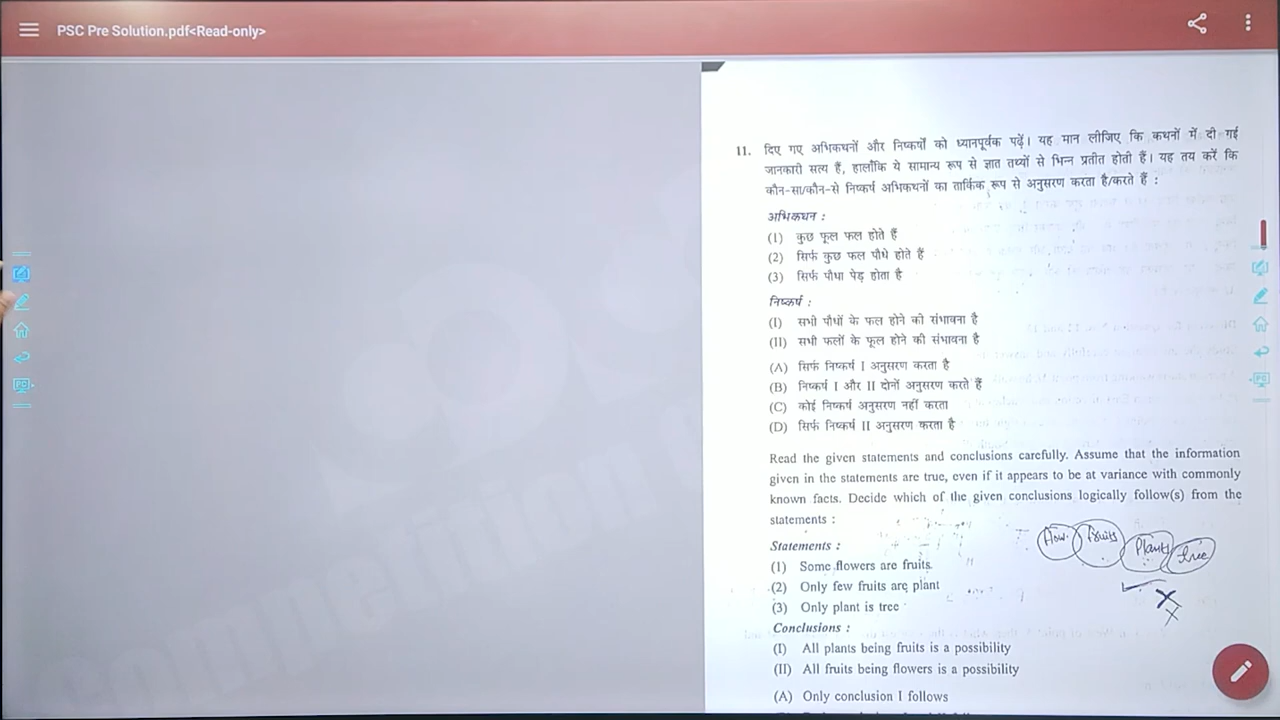 PSC Pre Solution.pdf<Read-only>
11. दिए गए अभिकथनों और निष्कर्षों को ध्यानपूर्वक पढ़ें। यह मान लीजिए कि कथनों में दी गई
जानकारी सत्य हैं, हालाँकि ये सामान्य रूप से ज्ञात तथ्यों से भिन्न प्रतीत होती हैं। यह तय करें कि
कौन-सा/कौन-से निष्कर्ष अभिकथनों का तार्किक रूप से अनुसरण करता है/करते हैं :
अभिकथन :
(1) कुछ फूल फल होते हैं
(2) सिर्फ कुछ फल पौधे होते हैं
(3) सिर्फ पौधा पेड़ होता है
निष्कर्ष :
(I) सभी पौधों के फल होने की संभावना है
(II) सभी फलों के फूल होने की संभावना है
(A) सिर्फ निष्कर्ष I अनुसरण करता है
(B) निष्कर्ष I और II दोनों अनुसरण करते हैं
(C) कोई निष्कर्ष अनुसरण नहीं करता
(D) सिर्फ निष्कर्ष II अनुसरण करता है
Read the given statements and conclusions carefully. Assume that the information
given in the statements are true, even if it appears to be at variance with commonly
known facts. Decide which of the given conclusions logically follow(s) from the
statements :
Statements :
(1) Some flowers are fruits
(2) Only few fruits are plant
(3) Only plant is tree
Flow. Fruits Plants tree
Conclusions :
(I) All plants being fruits is a possibility
(II) All fruits being flowers is a possibility
(A) Only conclusion I follows